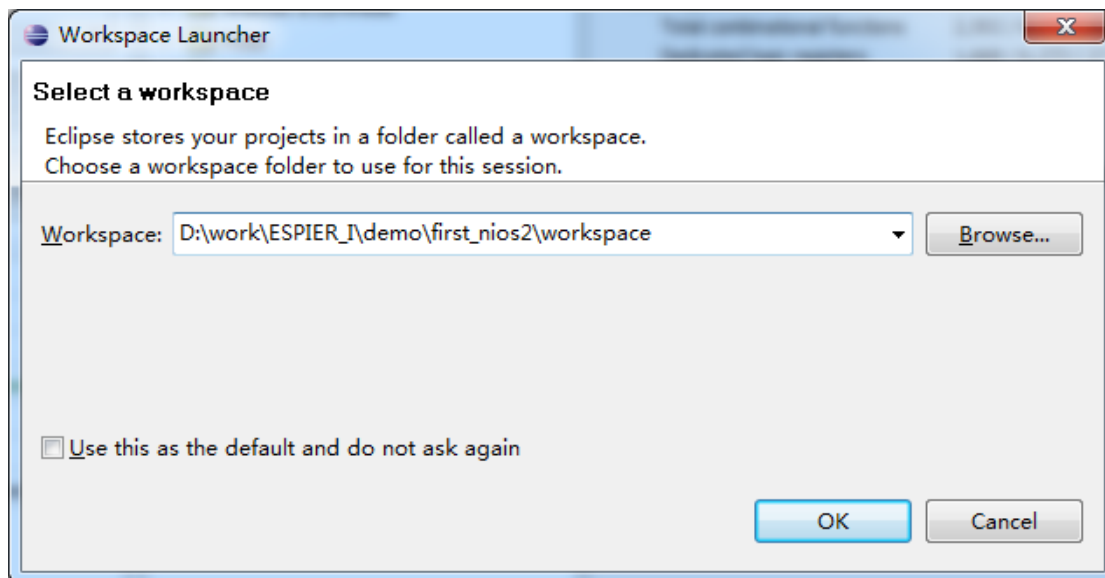 Workspace Launcher
Select a workspace
Eclipse stores your projects in a folder called a workspace.
Choose a workspace folder to use for this session.
Workspace: D:\work\ESPIER_I\demo\first_nios2\workspace Browse...
Use this as the default and do not ask again
OK Cancel